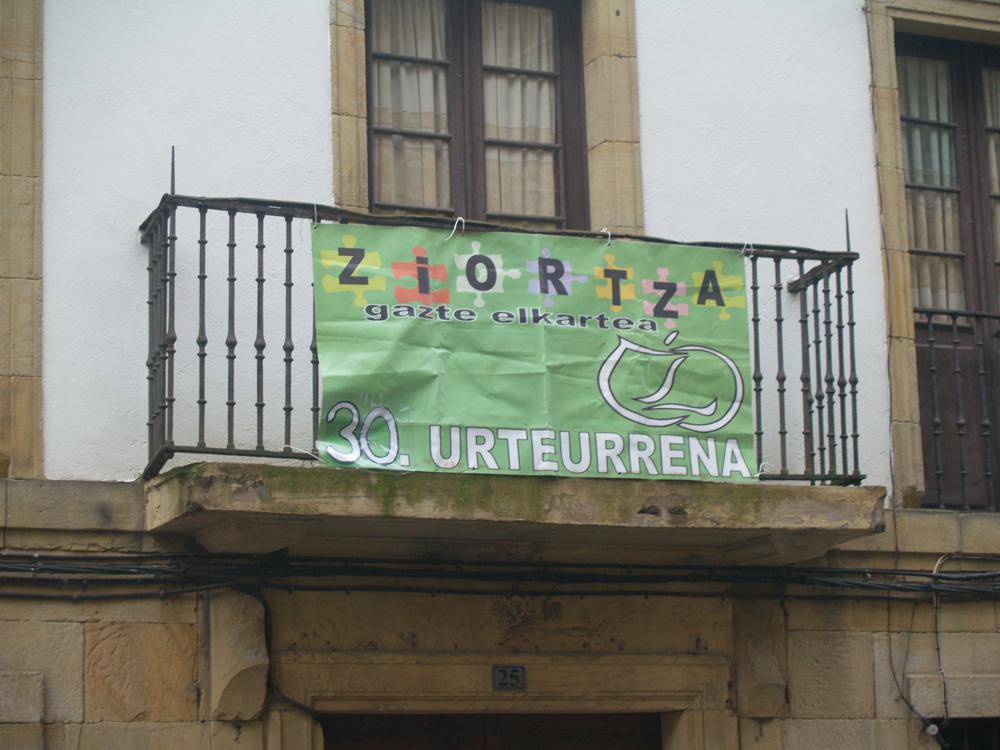 ZiORTZA
gazte elkartea
30. URTEURRENA
25